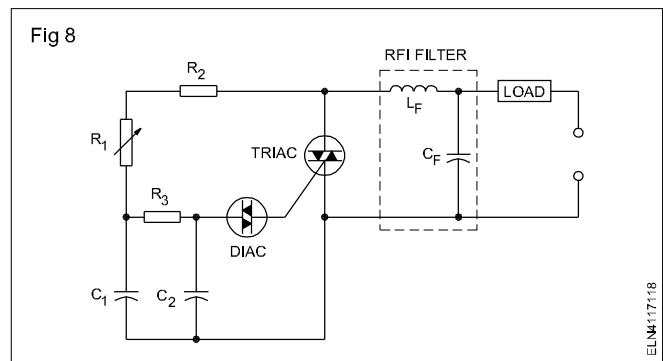 Fig 8
RFI FILTER
R2
LF
LOAD
R1
TRIAC
CF
R3
DIAC
C1
C2
ELN4117118